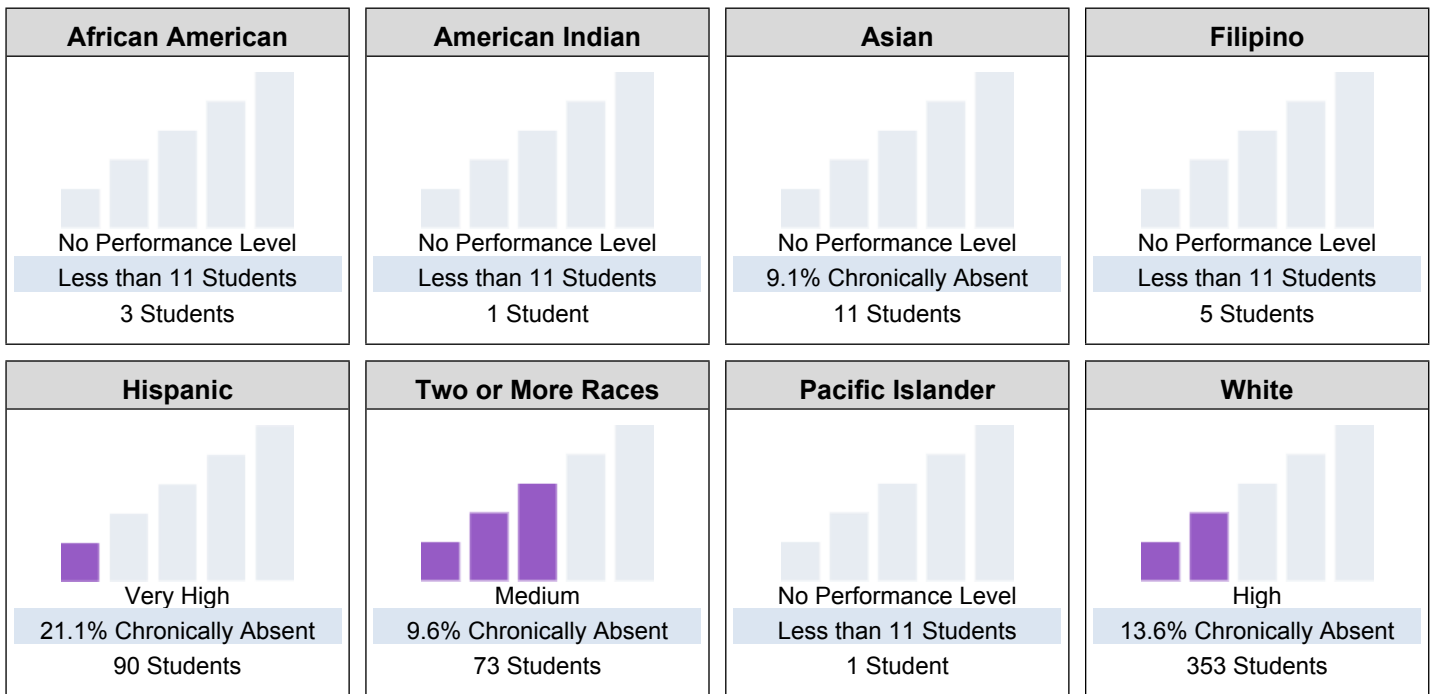 African American
No Performance Level
Less than 11 Students
3 Students
American Indian
No Performance Level
Less than 11 Students
1 Student
Asian
No Performance Level
9.1% Chronically Absent
11 Students
Filipino
No Performance Level
Less than 11 Students
5 Students
Hispanic
Very High
21.1% Chronically Absent
90 Students
Two or More Races
Medium
9.6% Chronically Absent
73 Students
Pacific Islander
No Performance Level
Less than 11 Students
1 Student
White
High
13.6% Chronically Absent
353 Students